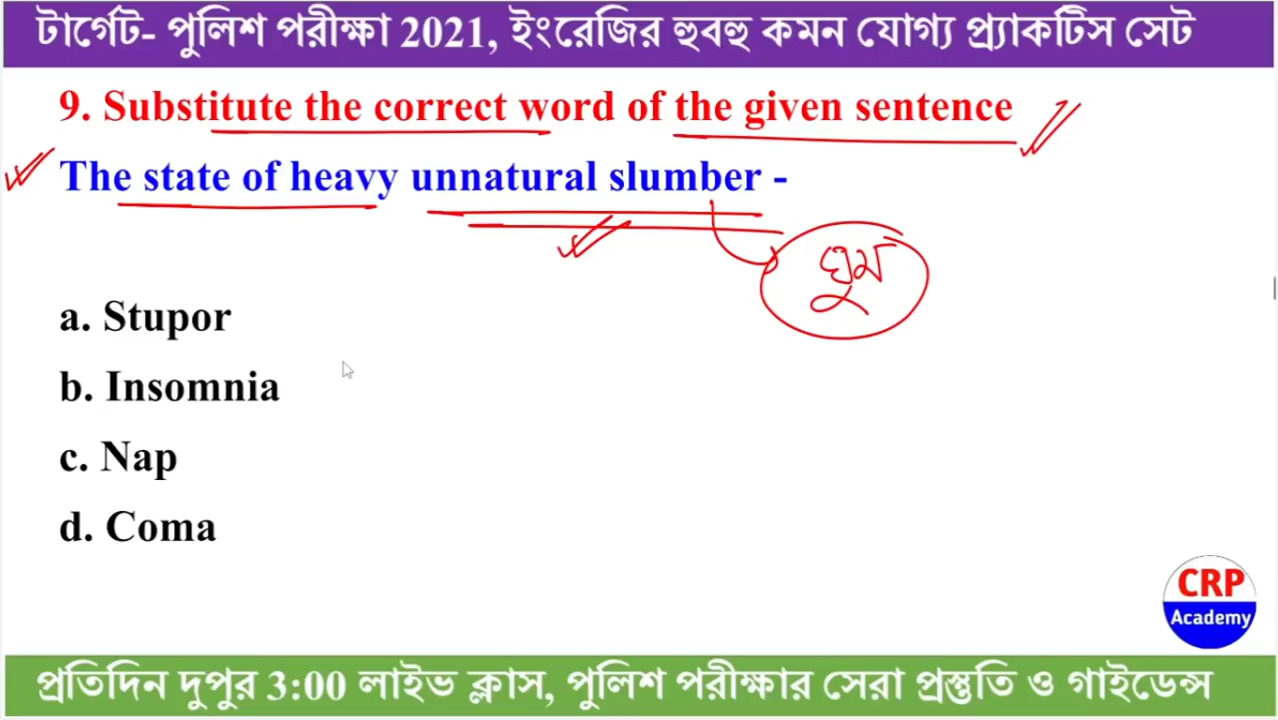 টার্গেট- পুলিশ পরীক্ষা 2021, ইংরেজির হুবহু কমন যোগ্য প্র্যাকটিস সেট
9. Substitute the correct word of the given sentence
The state of heavy unnatural slumber -
ঘুম
a. Stupor
b. Insomnia
c. Nap
d. Coma
CRP
Academy
প্রতিদিন দুপুর 3:00 লাইভ ক্লাস, পুলিশ পরীক্ষার সেরা প্রস্তুতি ও গাইডেন্স